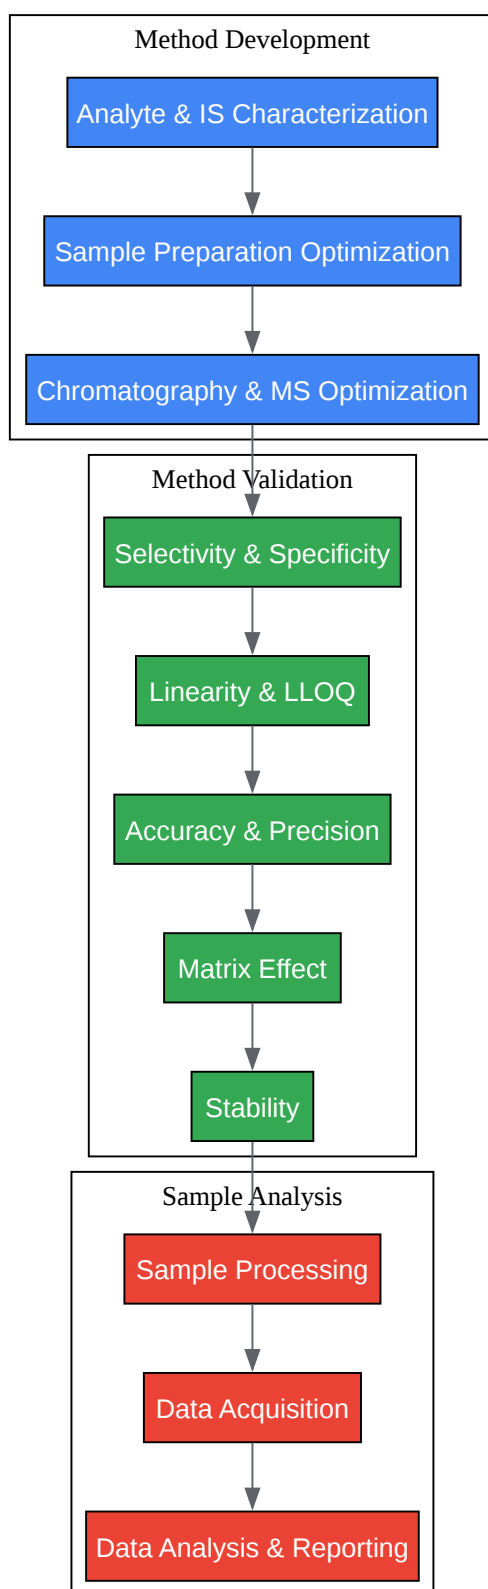 Method Development
Analyte & IS Characterization
Sample Preparation Optimization
Chromatography & MS Optimization
Method Validation
Selectivity & Specificity
Linearity & LLOQ
Accuracy & Precision
Matrix Effect
Stability
Sample Analysis
Sample Processing
Data Acquisition
Data Analysis & Reporting